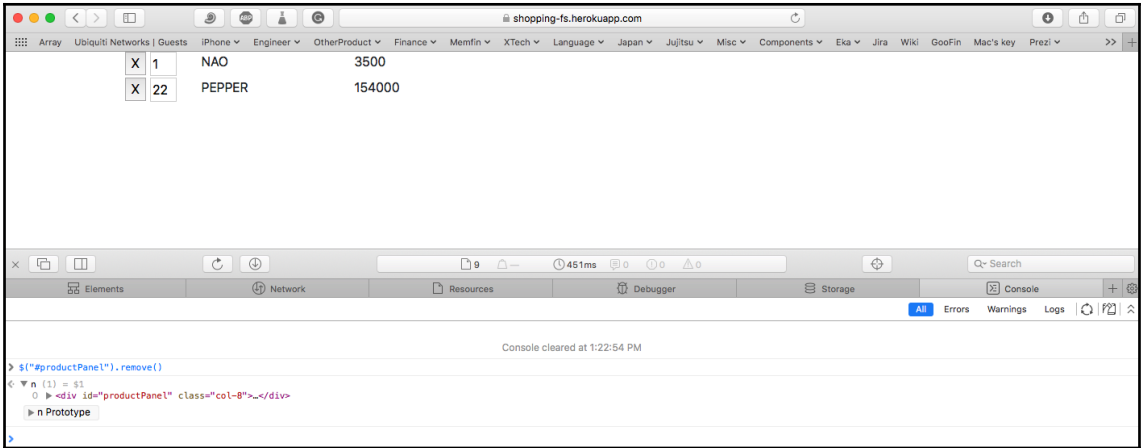 ABP
shopping-fs.herokuapp.com
Array Ubiquiti Networks | Guests iPhone Engineer OtherProduct Finance Memfin XTech Language Japan Jujitsu Misc Components Eka Jira Wiki GooFin Mac's key Prezi >> +
X 1 NAO 3500
X 22 PEPPER 154000
9 — 451ms 0 0 0 Search
Elements Network Resources Debugger Storage Console +
All Errors Warnings Logs
Console cleared at 1:22:54 PM
> $("#productPanel").remove()
< ▼ n (1) = $1
0 ▶ <div id="productPanel" class="col-8">…</div>
▶ n Prototype
>